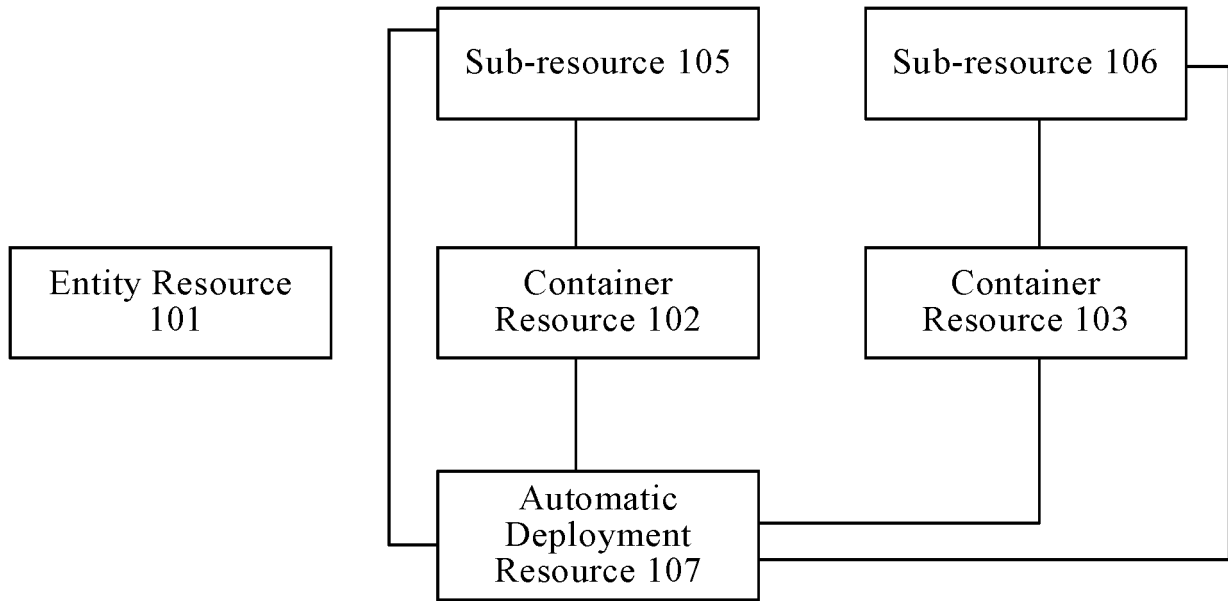 Sub-resource 105
Sub-resource 106
Entity Resource
101
Container
Resource 102
Container
Resource 103
Automatic
Deployment
Resource 107